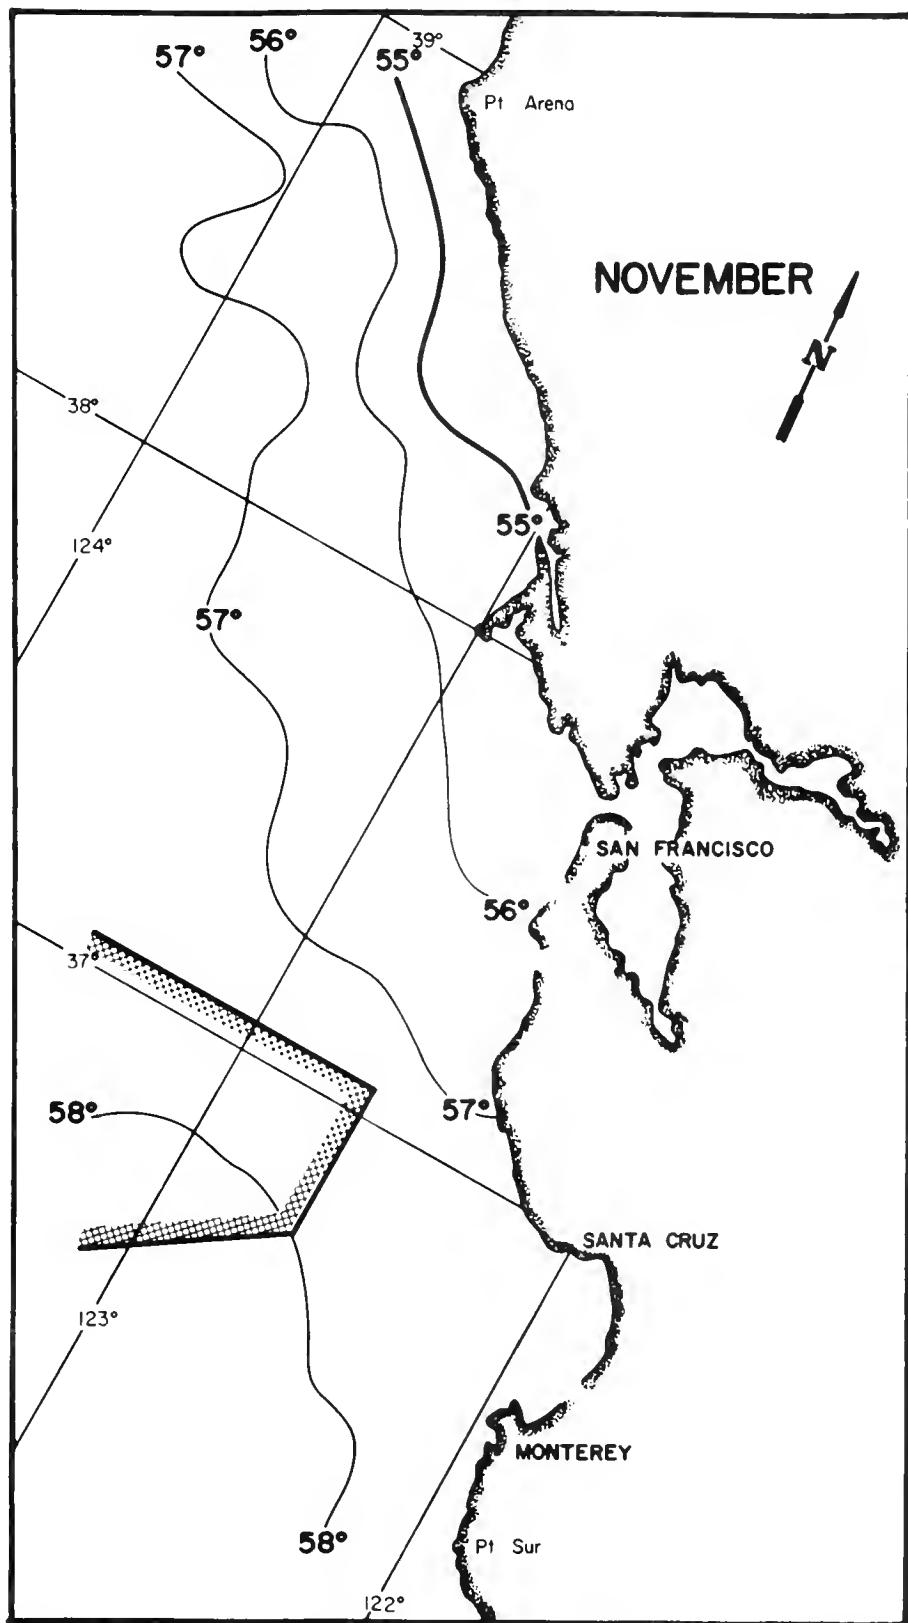 39°
56°
57°
55°
Pt Arena
NOVEMBER
N
38°
55°
124°
57°
SAN FRANCISCO
56°
37°
58°
57°
SANTA CRUZ
123°
MONTEREY
58°
Pt Sur
122°